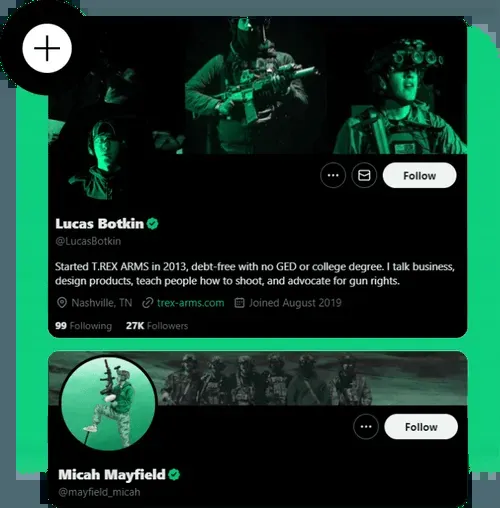 Follow
Lucas Botkin
@LucasBotkin
Started T.REX ARMS in 2013, debt-free with no GED or college degree. I talk business,
design products, teach people how to shoot, and advocate for gun rights.
Nashville, TN trex-arms.com Joined August 2019
99 Following 27K Followers
Follow
Micah Mayfield
@mayfield_micah